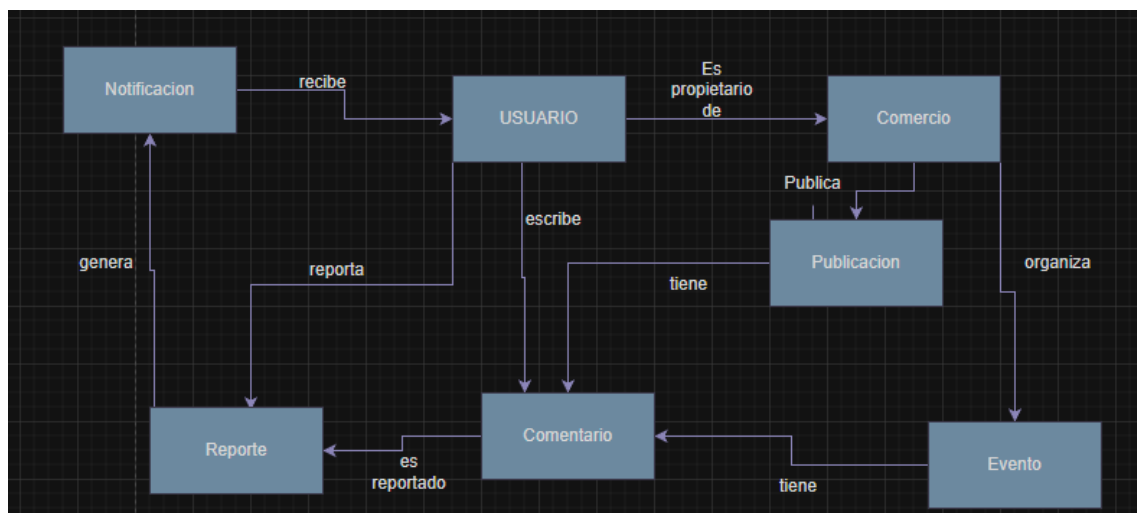 Notificacion
recibe
USUARIO
Es
propietario
de
Comercio
Publica
escribe
genera
reporta
tiene
Publicacion
organiza
Reporte
es
reportado
Comentario
tiene
Evento